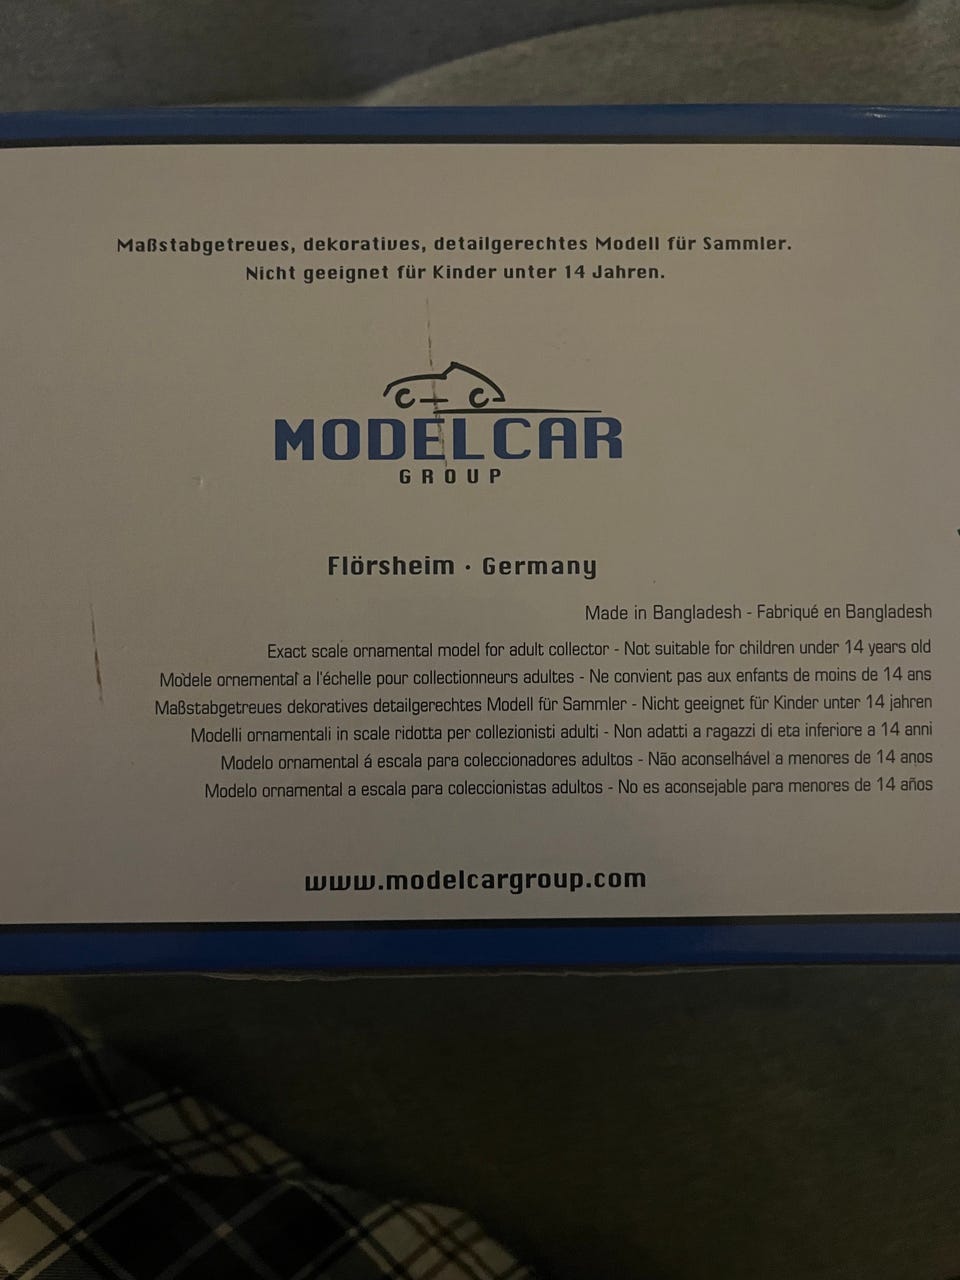 Maßstabgetreues, dekoratives, detailgerechtes Modell für Sammler.
Nicht geeignet für Kinder unter 14 Jahren.
MODELCAR
GROUP
Flörsheim · Germany
Made in Bangladesh - Fabriqué en Bangladesh
Exact scale ornamental model for adult collector - Not suitable for children under 14 years old
Modele ornemental a l'échelle pour collectionneurs adultes - Ne convient pas aux enfants de moins de 14 ans
Maßstabgetreues dekoratives detailgerechtes Modell für Sammler - Nicht geeignet für Kinder unter 14 jahren
Modelli ornamentali in scale ridotta per collezionisti adulti - Non adatti a ragazzi di eta inferiore a 14 anni
Modelo ornamental á escala para coleccionadores adultos - Não aconselhável a menores de 14 anos
Modelo ornamental a escala para coleccionistas adultos - No es aconsejable para menores de 14 años
www.modelcargroup.com